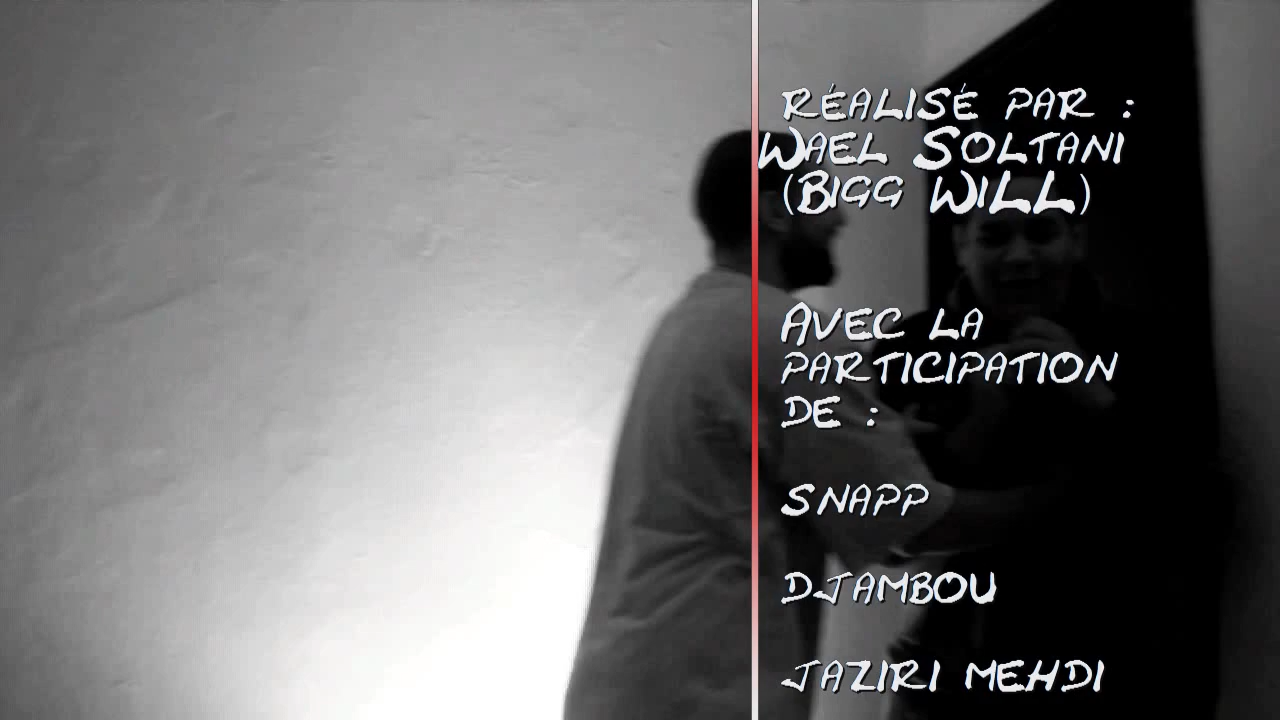 RÉALISÉ PAR :
WAEL SOLTANI
(BIGG WILL)
AVEC LA
PARTICIPATION
DE :
SNAPP
DJAMBOU
JAZIRI MEHDI